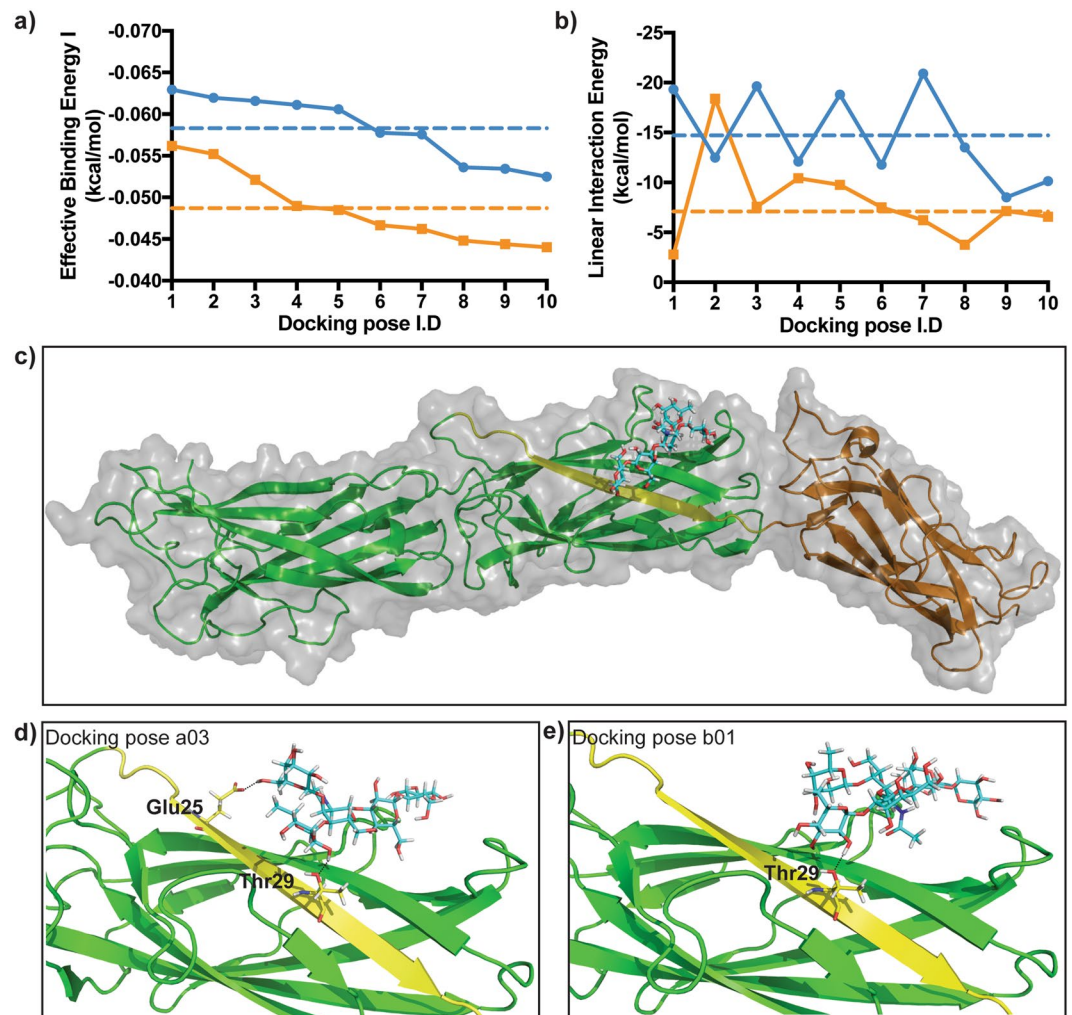 a)
Effective Binding Energy I
(kcal/mol)
-0.070
-0.065
-0.060
-0.055
-0.050
-0.045
-0.040
1 2 3 4 5 6 7 8 9 10
Docking pose I.D
b)
Linear Interaction Energy
(kcal/mol)
-25
-20
-15
-10
-5
0
1 2 3 4 5 6 7 8 9 10
Docking pose I.D
c)
d)
Docking pose a03
Glu25
Thr29
e)
Docking pose b01
Thr29